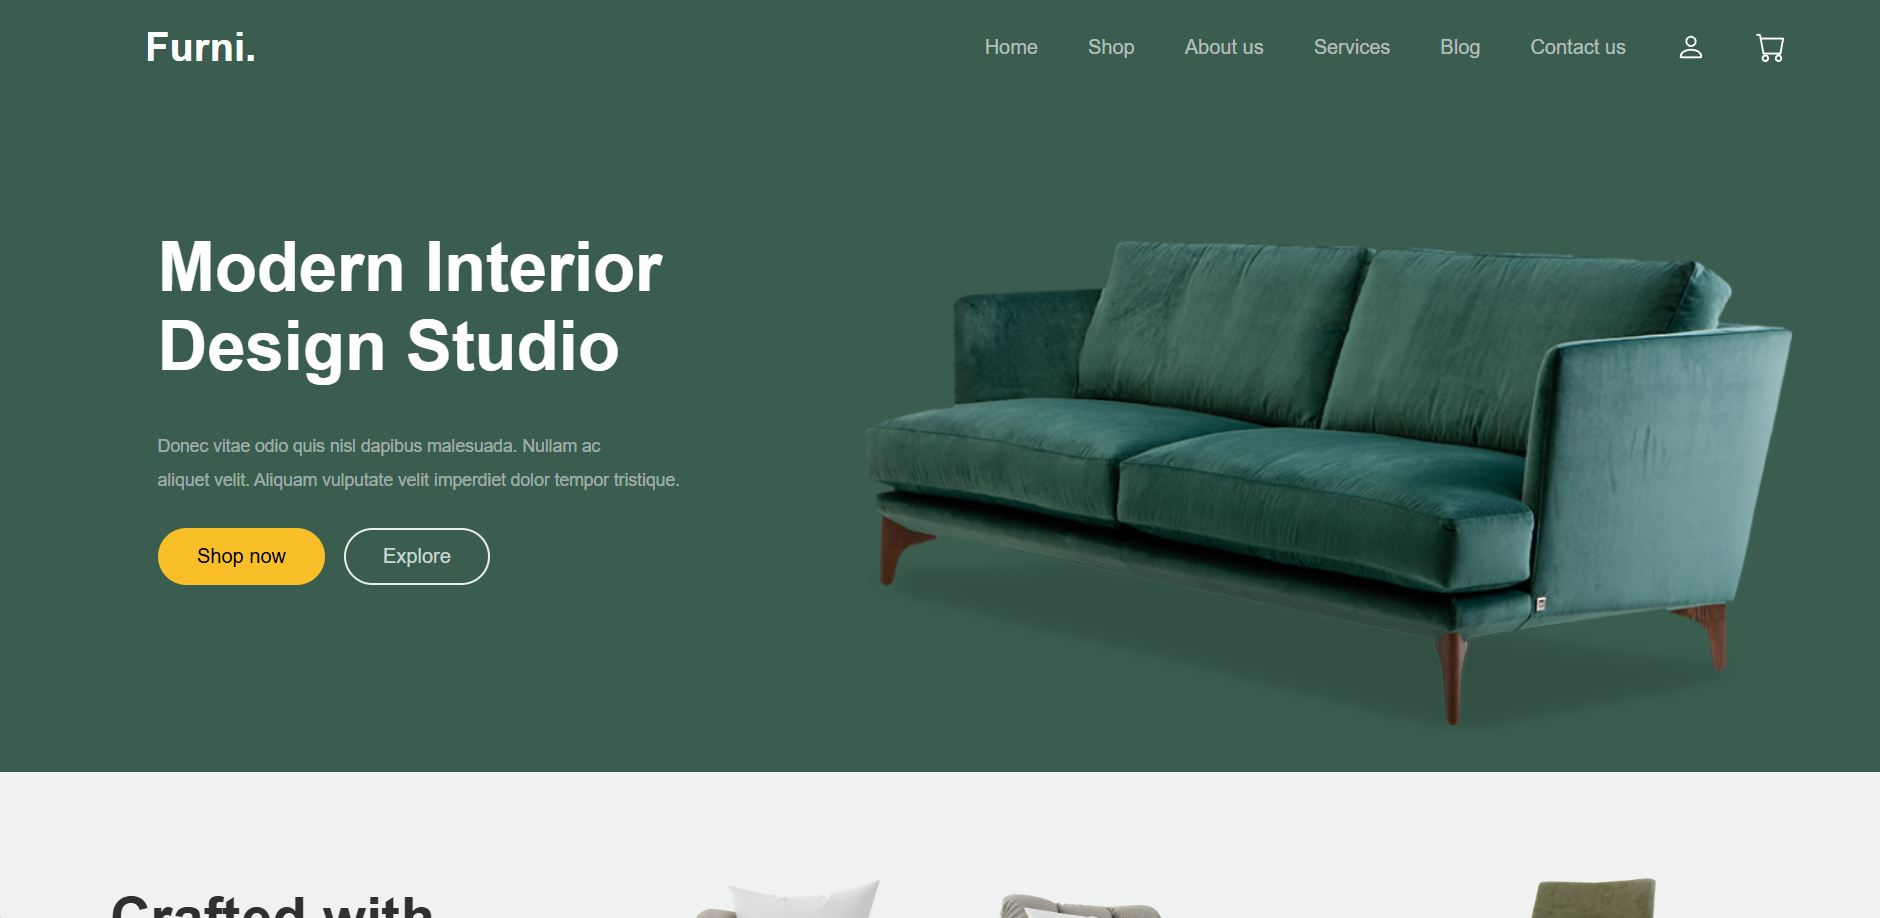 Furni.
Home Shop About us Services Blog Contact us
Modern Interior
Design Studio
Donec vitae odio quis nisl dapibus malesuada. Nullam ac
aliquet velit. Aliquam vulputate velit imperdiet dolor tempor tristique.
Shop now Explore
Crafted with